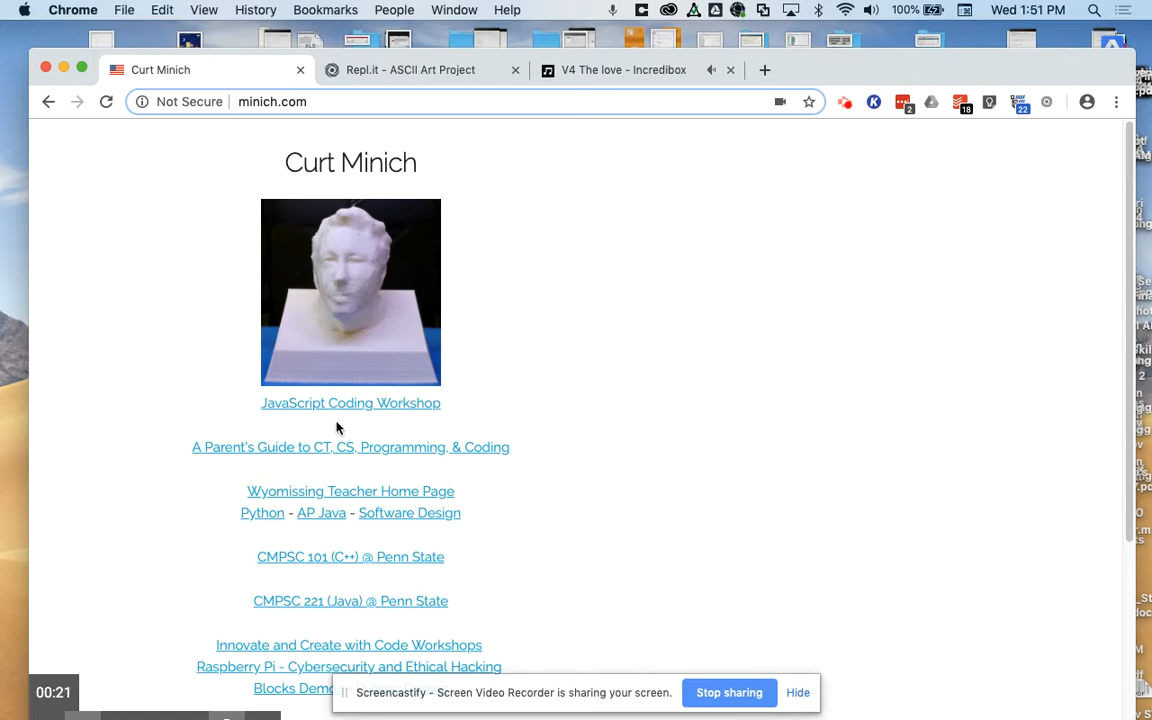 Chrome File Edit View History Bookmarks People Window Help 100% Wed 1:51 PM
Curt Minich Repl.it - ASCII Art Project V4 The love - Incredibox
Not Secure minich.com 2 18 22
Curt Minich
JavaScript Coding Workshop
A Parent's Guide to CT, CS, Programming, & Coding
Wyomissing Teacher Home Page
Python - AP Java - Software Design
CMPSC 101 (C++) @ Penn State
CMPSC 221 (Java) @ Penn State
Innovate and Create with Code Workshops
Raspberry Pi - Cybersecurity and Ethical Hacking
Blocks
00:21
Screencastify - Screen Video Recorder is sharing your screen. Stop sharing Hide